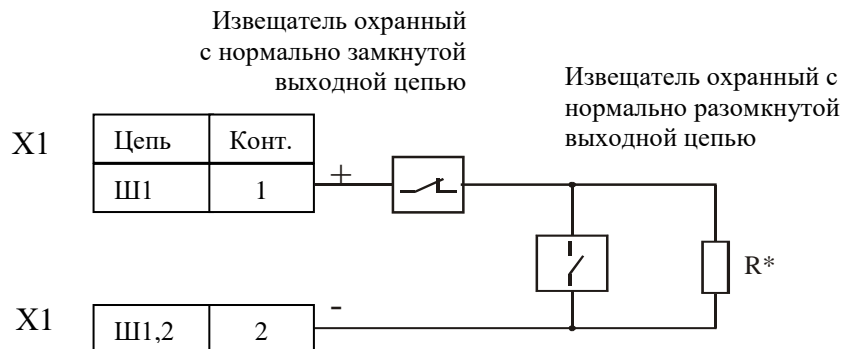 Извещатель охранный
с нормально замкнутой
выходной цепью
Извещатель охранный с
нормально разомкнутой
выходной цепью
X1
Цепь Конт.
Ш1 1
+
R*
X1
-
Ш1,2 2